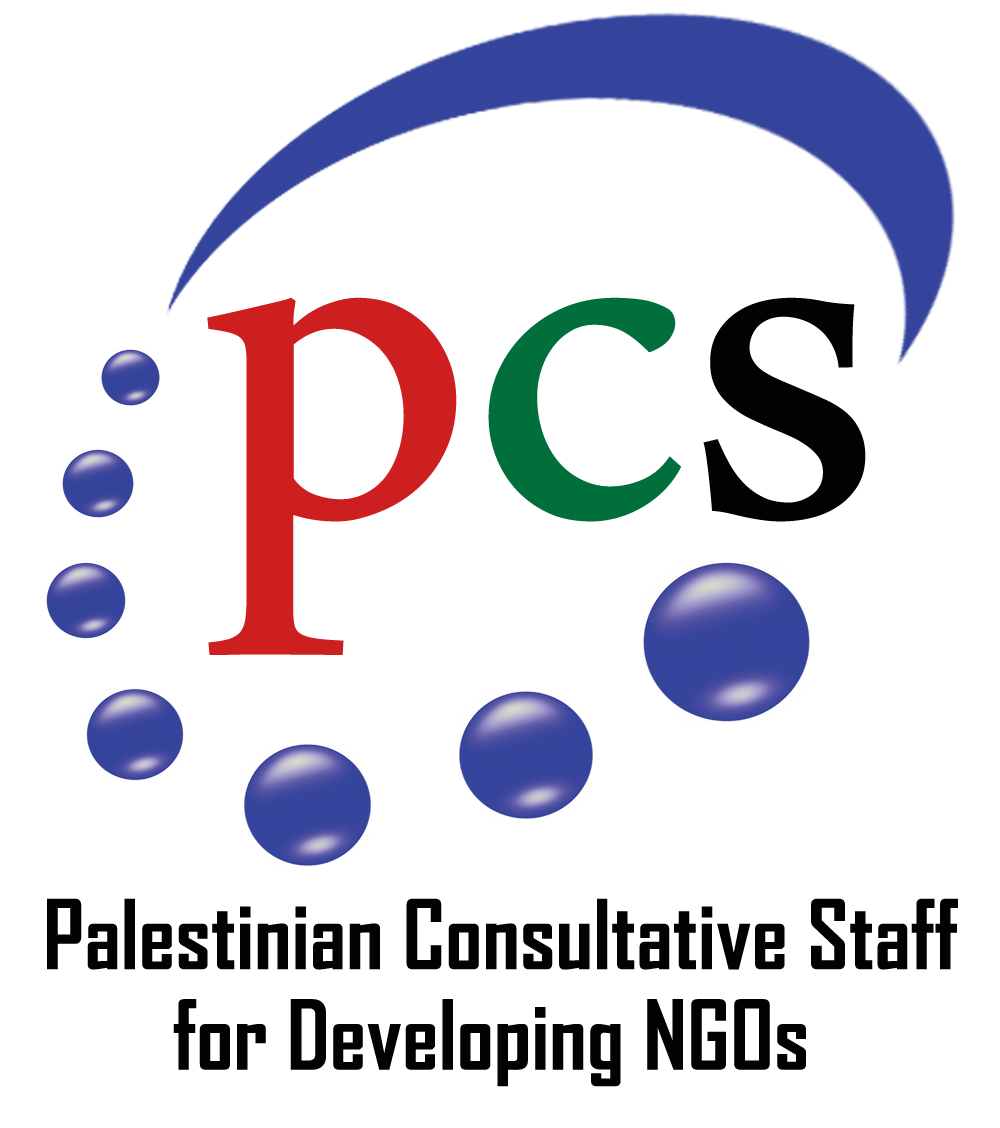 pcs
Palestinian Consultative Staff
for Developing NGOs